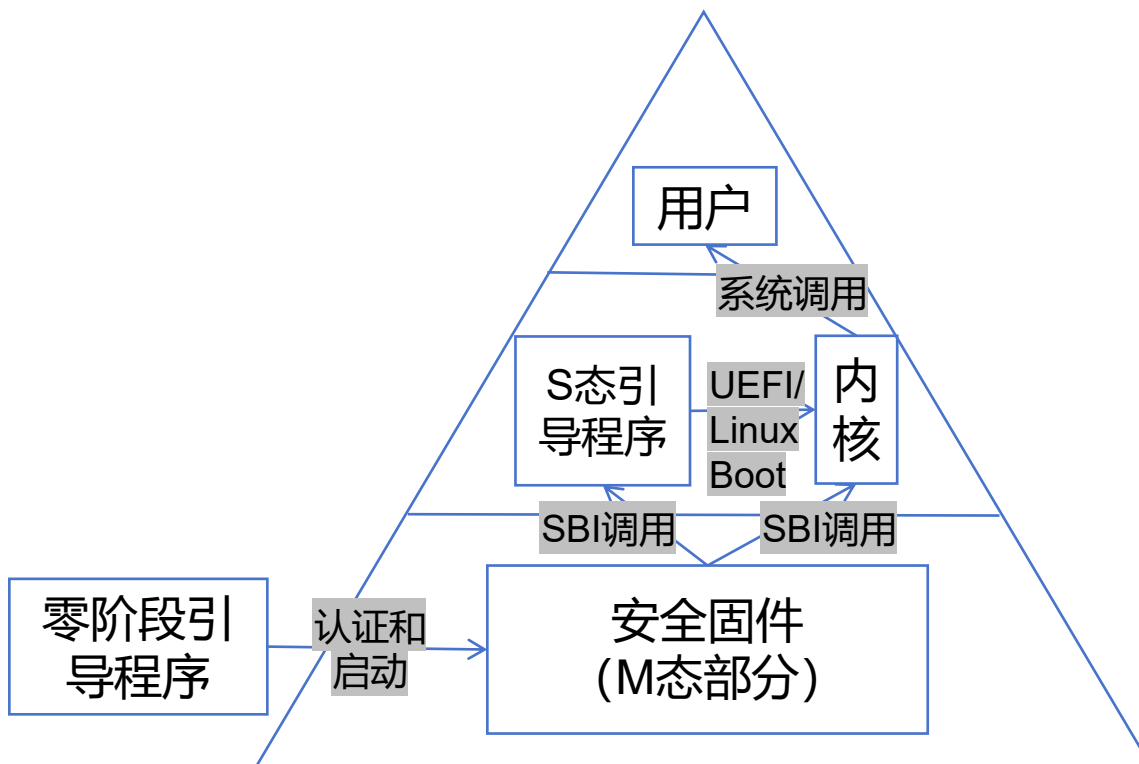 用户
系统调用
S态引
导程序
UEFI/
Linux
Boot
内
核
SBI调用
SBI调用
零阶段引
导程序
认证和
启动
安全固件
（M态部分）